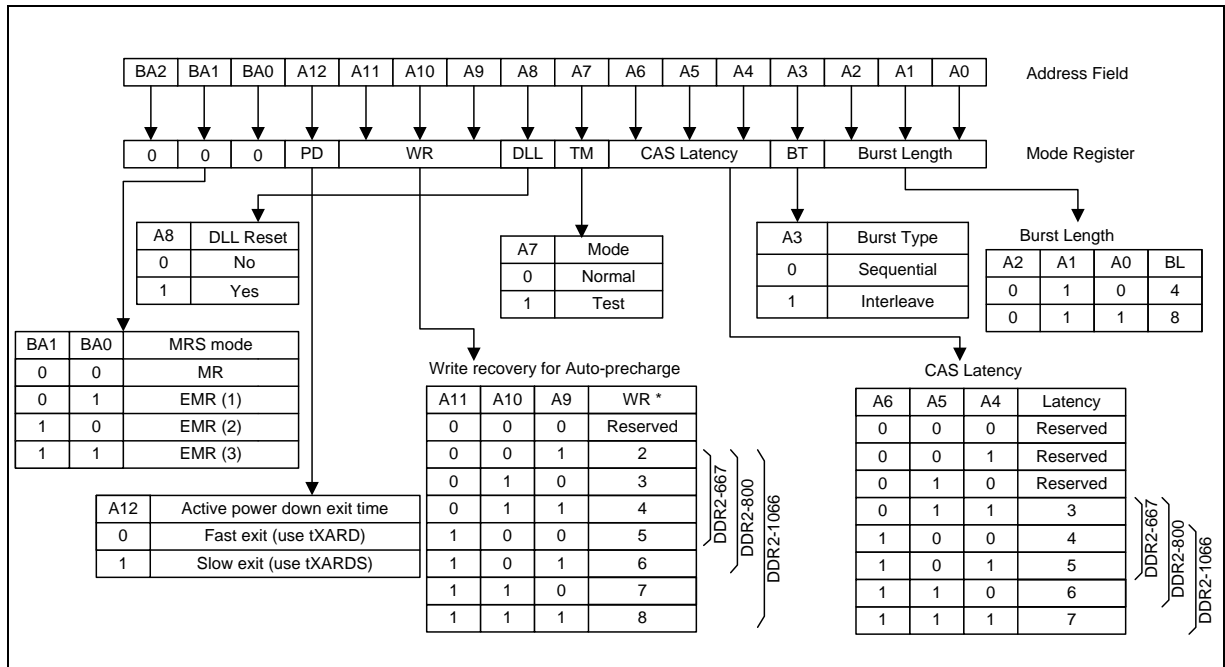 BA2 BA1 BA0 A12 A11 A10 A9 A8 A7 A6 A5 A4 A3 A2 A1 A0 Address Field
0 0 0 PD WR DLL TM CAS Latency BT Burst Length Mode Register
A8 DLL Reset
0 No
1 Yes
A7 Mode
0 Normal
1 Test
A3 Burst Type
0 Sequential
1 Interleave
Burst Length
A2 A1 A0 BL
0 1 0 4
0 1 1 8
BA1 BA0 MRS mode
0 0 MR
0 1 EMR (1)
1 0 EMR (2)
1 1 EMR (3)
A12 Active power down exit time
0 Fast exit (use tXARD)
1 Slow exit (use tXARDS)
Write recovery for Auto-precharge
A11 A10 A9 WR *
0 0 0 Reserved
0 0 1 2
0 1 0 3
0 1 1 4
1 0 0 5
1 0 1 6
1 1 0 7
1 1 1 8
DDR2-667
DDR2-800
DDR2-1066
CAS Latency
A6 A5 A4 Latency
0 0 0 Reserved
0 0 1 Reserved
0 1 0 Reserved
0 1 1 3
1 0 0 4
1 0 1 5
1 1 0 6
1 1 1 7
DDR2-667
DDR2-800
DDR2-1066